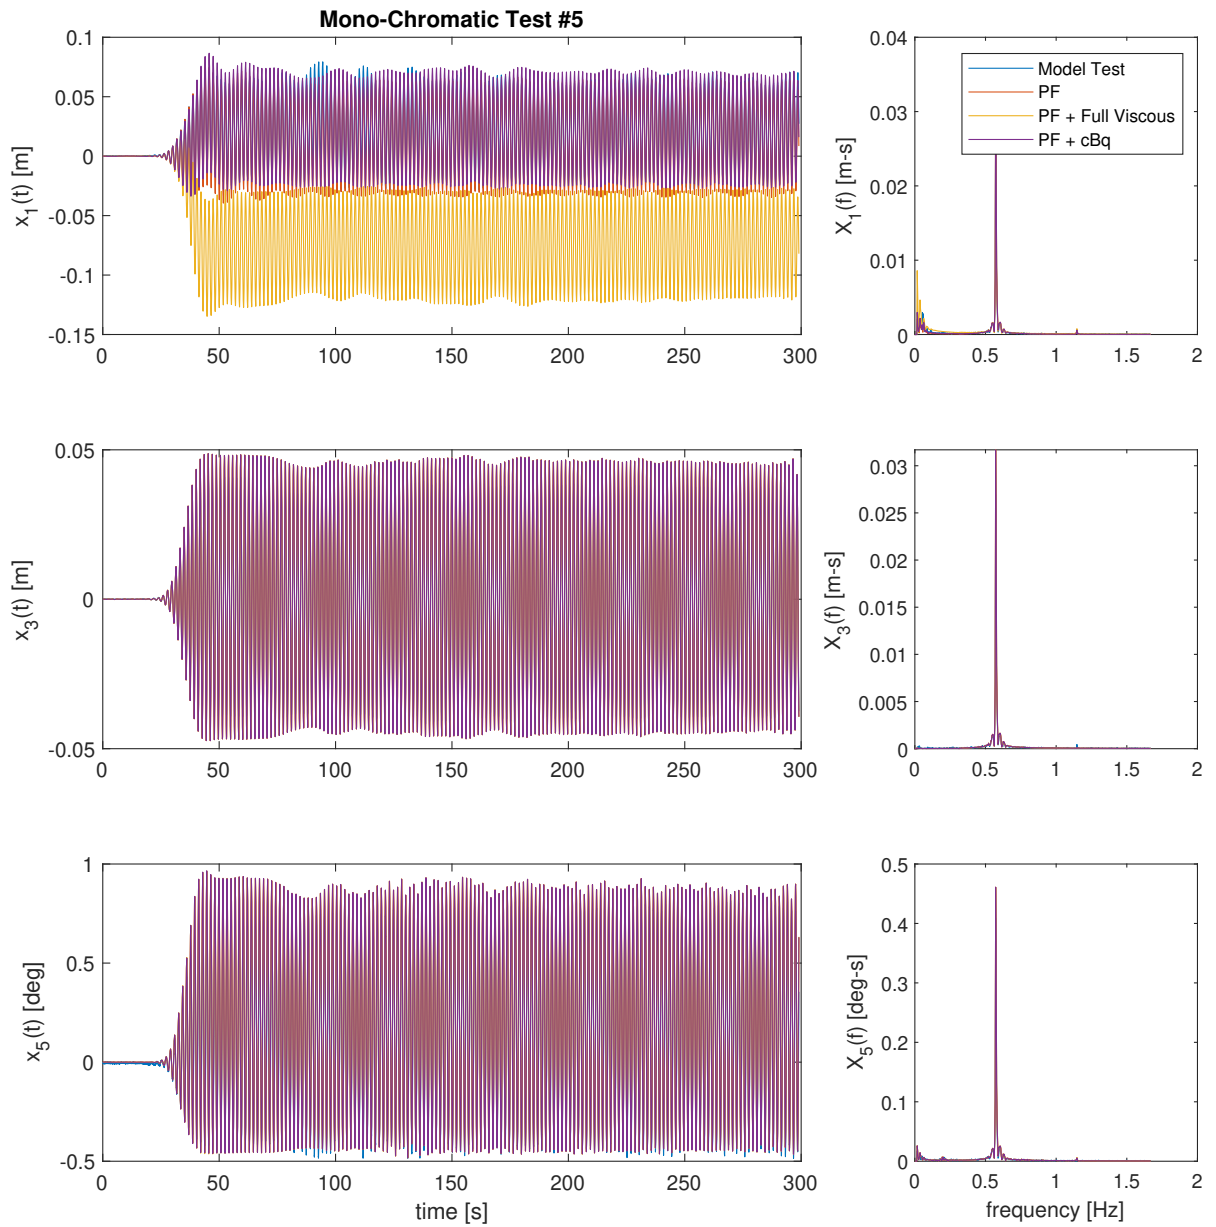 Mono-Chromatic Test #5
0.1
0.05
0
-0.05
-0.1
-0.15
x1(t) [m]
0 50 100 150 200 250 300
0.04
0.03
0.02
0.01
0
X1(f) [m-s]
0 0.5 1 1.5 2
Model Test
PF
PF + Full Viscous
PF + cBq
0.05
0
-0.05
x3(t) [m]
0 50 100 150 200 250 300
0.03
0.025
0.02
0.015
0.01
0.005
0
X3(f) [m-s]
0 0.5 1 1.5 2
1
0.5
0
-0.5
x5(t) [deg]
0 50 100 150 200 250 300
time [s]
0.5
0.4
0.3
0.2
0.1
0
X5(f) [deg-s]
0 0.5 1 1.5 2
frequency [Hz]